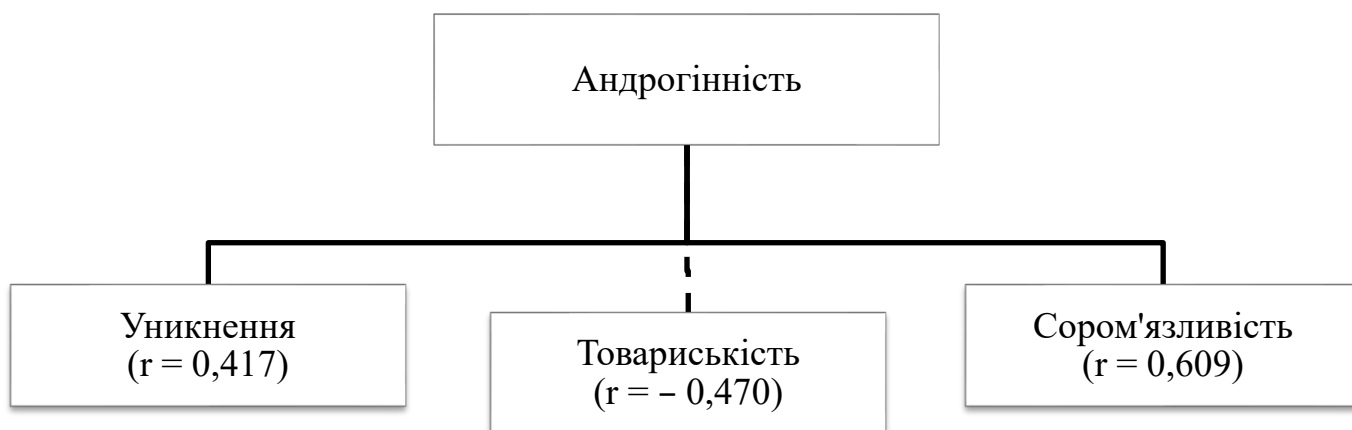 Андрогінність
Уникнення
(r = 0,417)
Товариськість
(r = – 0,470)
Сором'язливість
(r = 0,609)